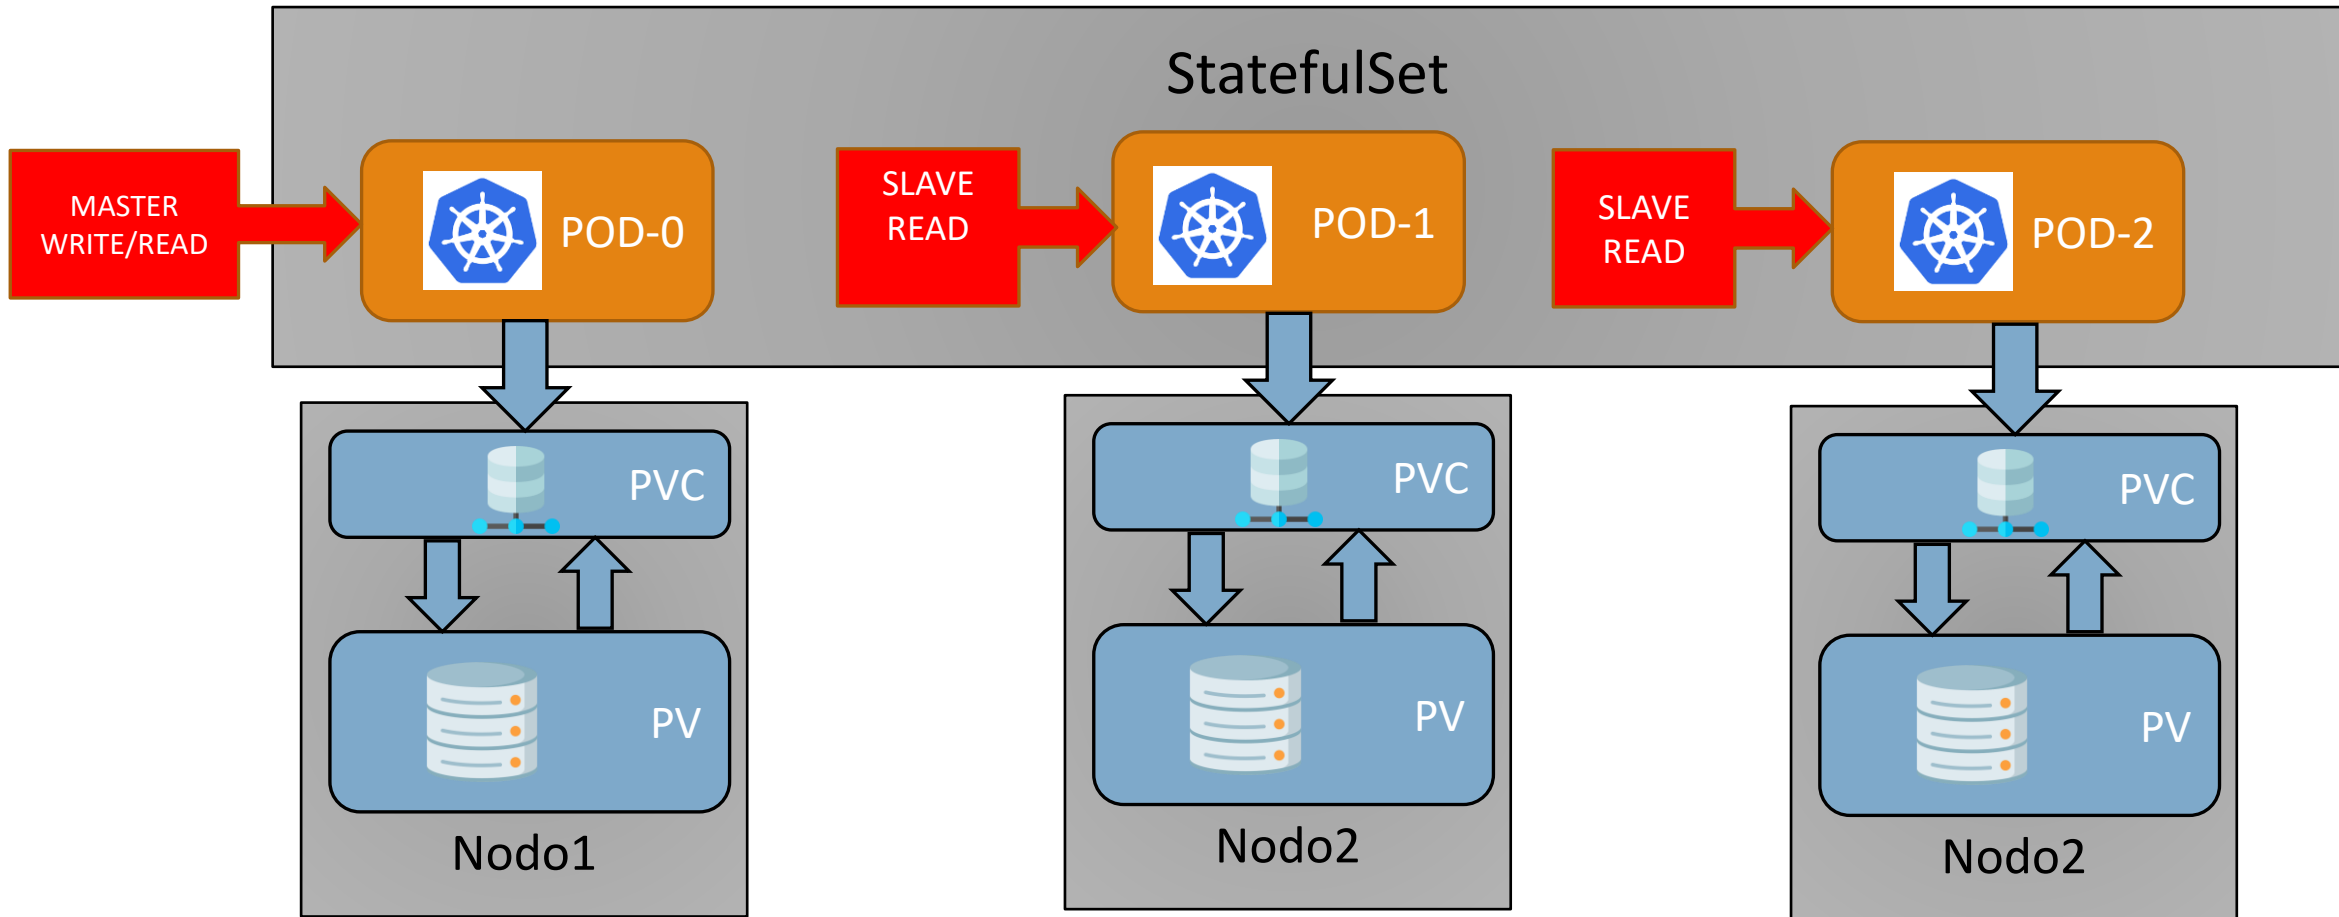 StatefulSet
MASTER
WRITE/READ
POD-0
SLAVE
READ
POD-1
SLAVE
READ
POD-2
PVC
PV
Nodo1
PVC
PV
Nodo2
PVC
PV
Nodo2